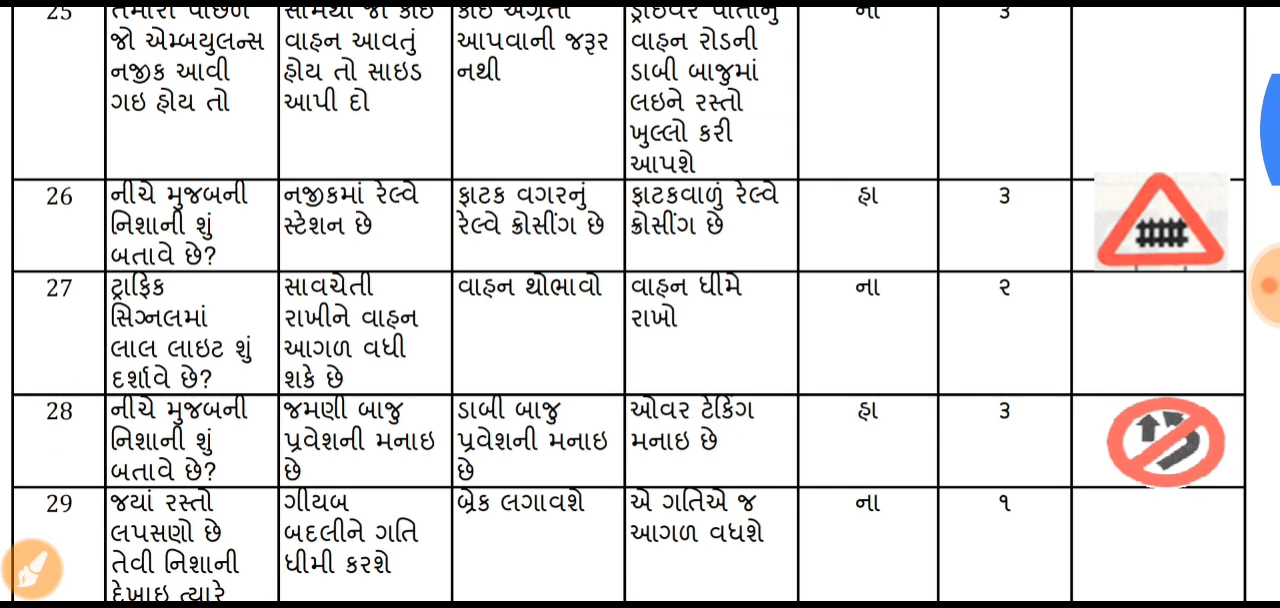 25 તમારી પાછળ સામેથી જો કોઇ કોઇ અગ્રતા ડ્રાઇવર પોતાનું ના ૩
જો એમ્બયુલન્સ વાહન આવતું આપવાની જરૂર વાહન રોડની
નજીક આવી હોય તો સાઇડ નથી ડાબી બાજુમાં
ગઇ હોય તો આપી દો લઇને રસ્તો
ખુલ્લો કરી
આપશે
26 નીચે મુજબની નજીકમાં રેલ્વે ફાટક વગરનું ફાટકવાળું રેલ્વે હા ૩
નિશાની શું સ્ટેશન છે રેલ્વે ક્રોસીંગ છે ક્રોસીંગ છે
બતાવે છે?
27 ટ્રાફિક સાવચેતી વાહન થોભાવો વાહન ધીમે ના ૨
સિગ્નલમાં રાખીને વાહન રાખો
લાલ લાઇટ શું આગળ વધી
દર્શાવે છે? શકે છે
28 નીચે મુજબની જમણી બાજુ ડાબી બાજુ ઓવર ટેકિંગ હા ૩
નિશાની શું પ્રવેશની મનાઇ પ્રવેશની મનાઇ મનાઇ છે
બતાવે છે? છે છે
29 જયાં રસ્તો ગીયબ બ્રેક લગાવશે એ ગતિએ જ ના ૧
લપસણો છે બદલીને ગતિ આગળ વધશે
તેવી નિશાની ધીમી કરશે
દેખાઇ ત્યારે